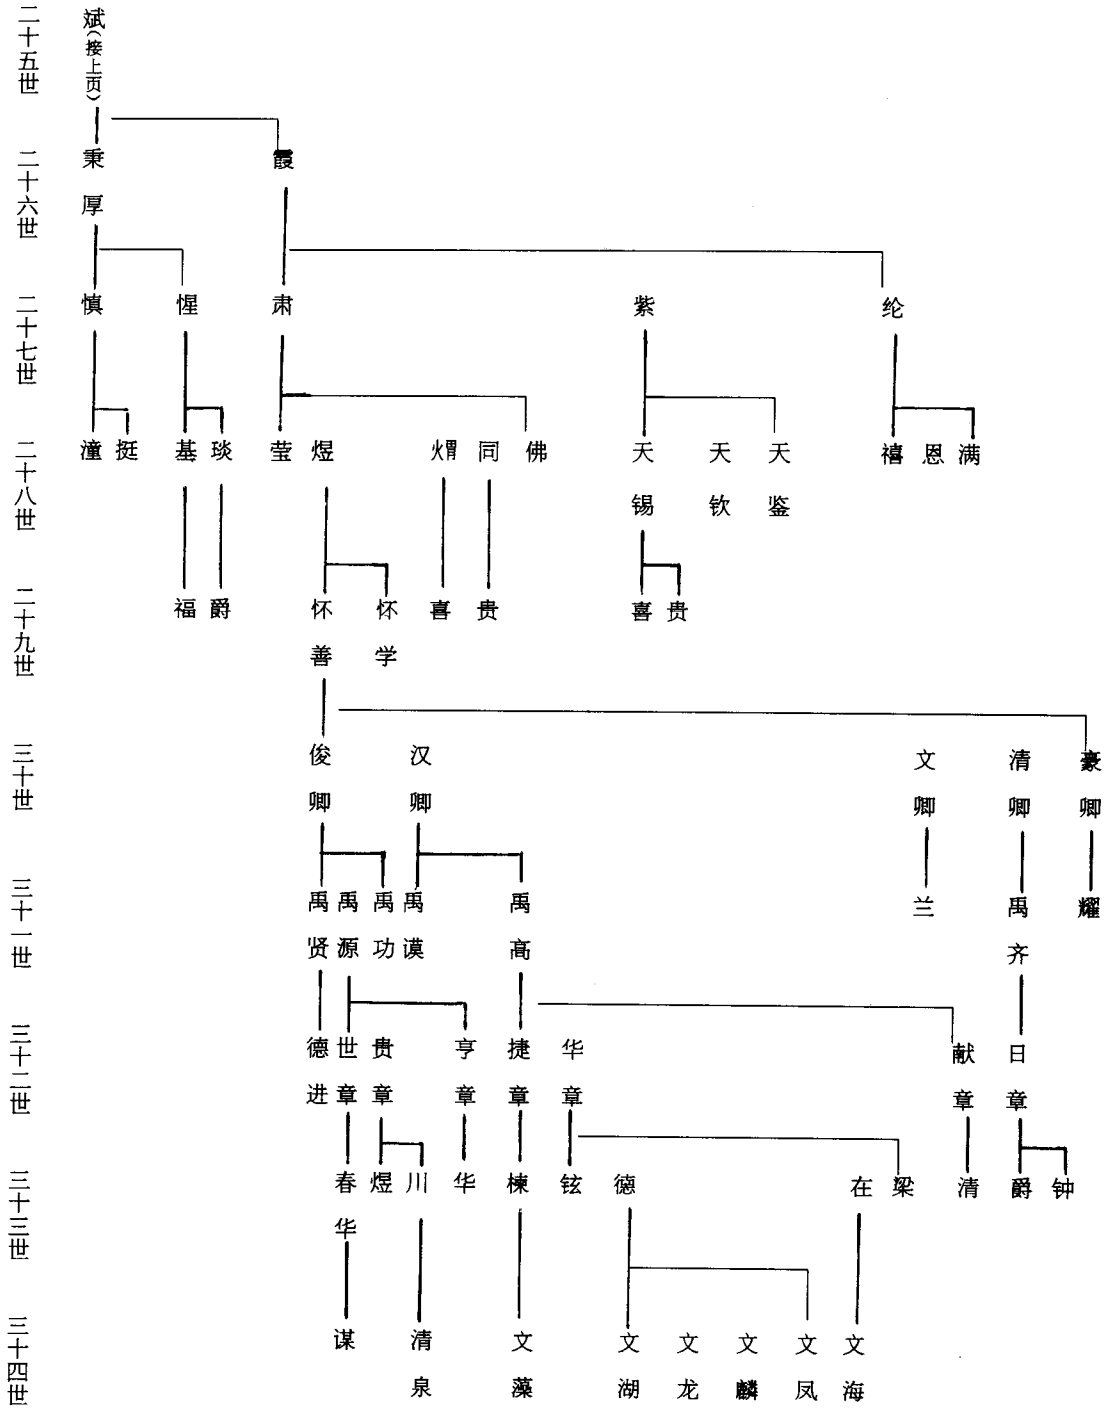 二十五世 斌(接上页)
二十六世 秉厚 霞
二十七世 慎 惺 肃 紫 纶
二十八世 潼 挺 基 琰 莹 煜 㷉 同 佛 天锡 天钦 天鉴 禧 恩 满
二十九世 福 爵 怀善 怀学 喜 贵 喜 贵
三十世 俊卿 汉卿 文卿 清卿 豪卿
三十一世 禹贤 禹源 禹功 禹谟 禹高 兰 禹齐 耀
三十二世 德进 世章 贵章 亨章 捷章 华章 献章 日章
三十三世 春华 煜 川 华 楝 铉 德 在 梁 清 爵 钟
三十四世 谋 清泉 文藻 文湖 文龙 文麟 文凤 文海